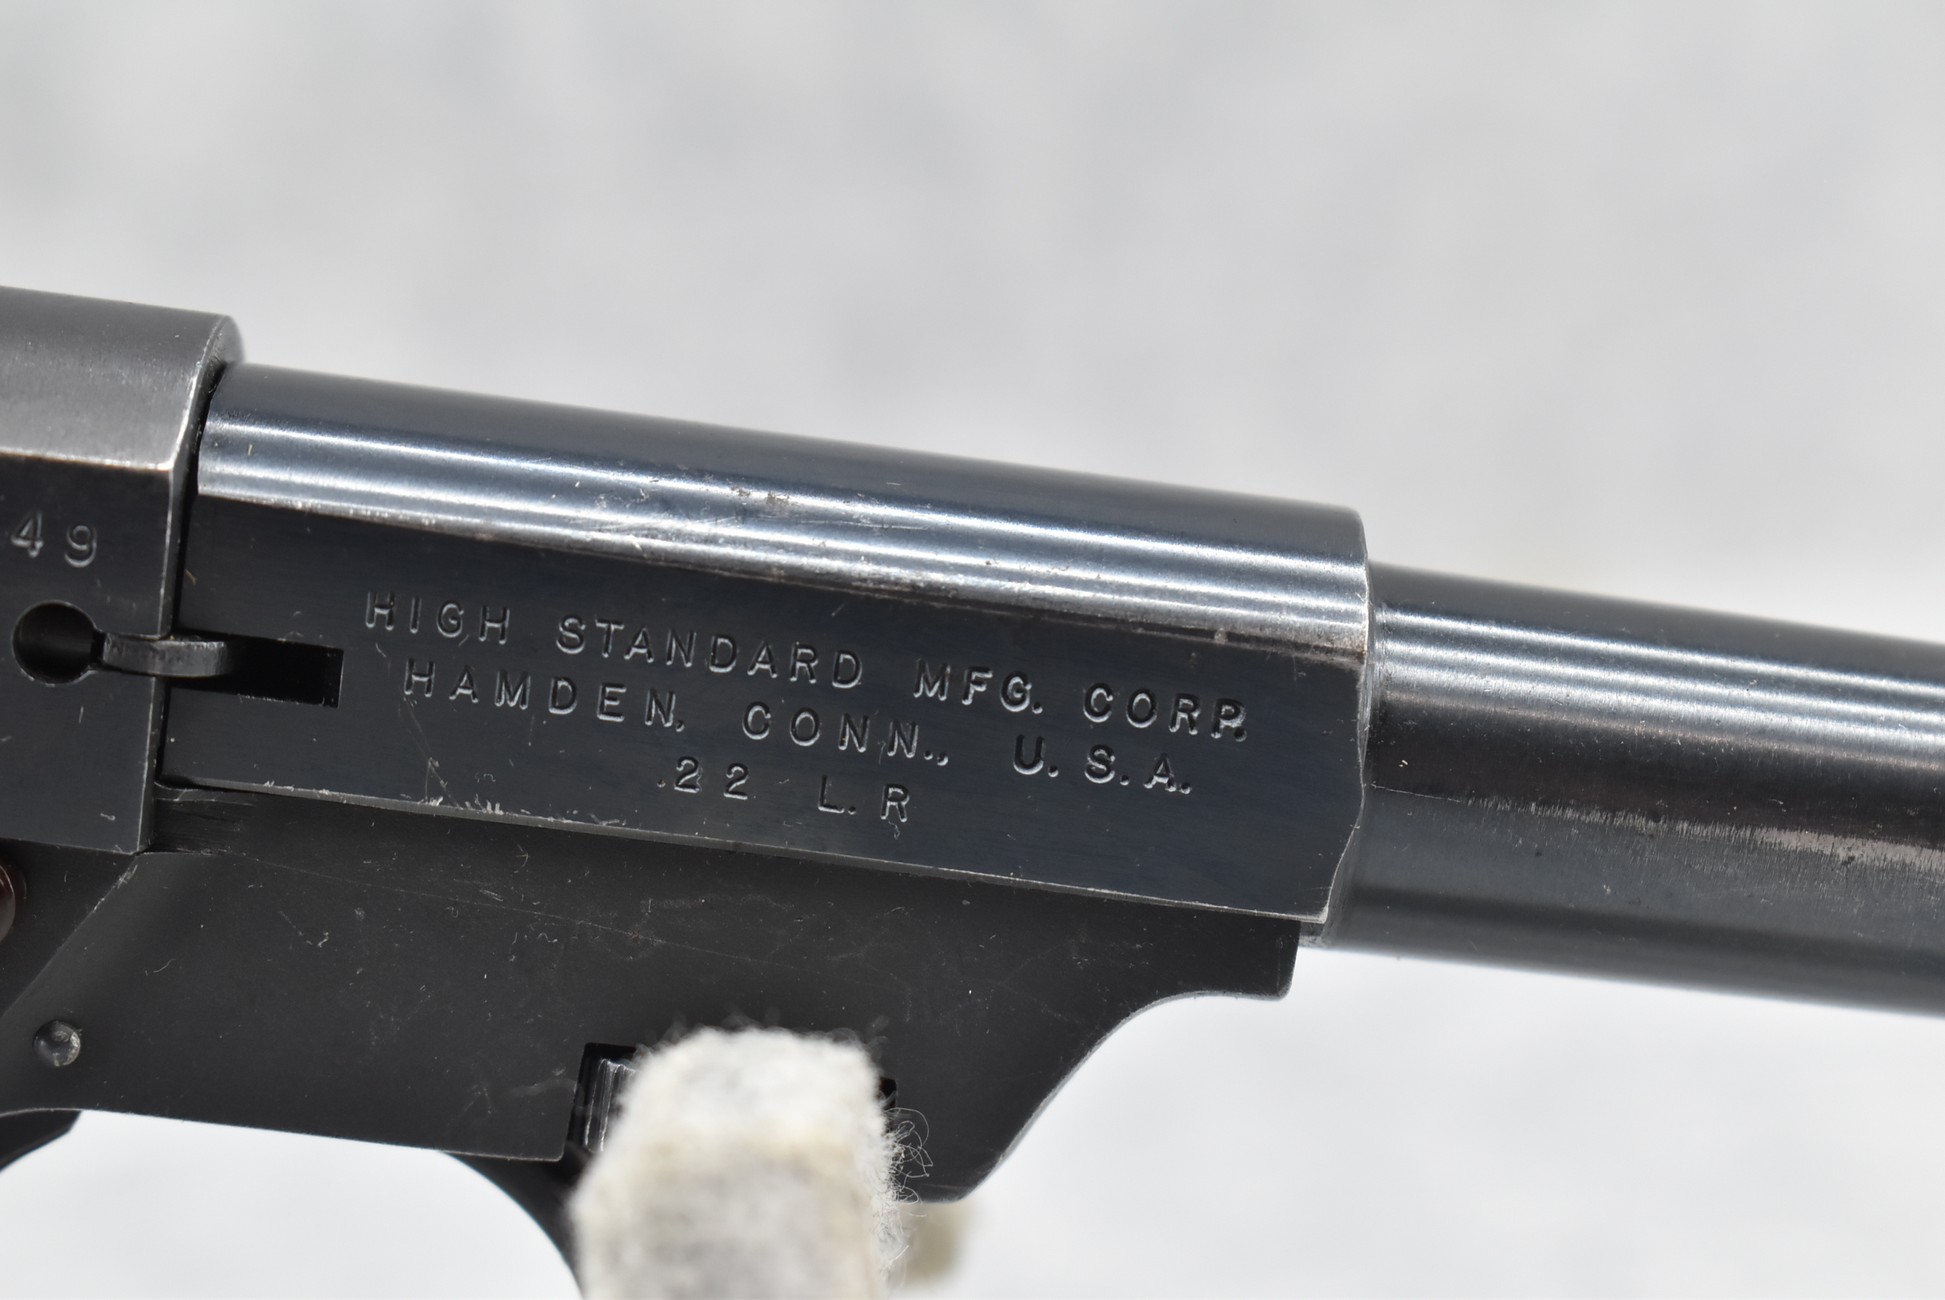 49
HIGH STANDARD MFG. CORP.
HAMDEN, CONN., U.S.A.
.22 L.R